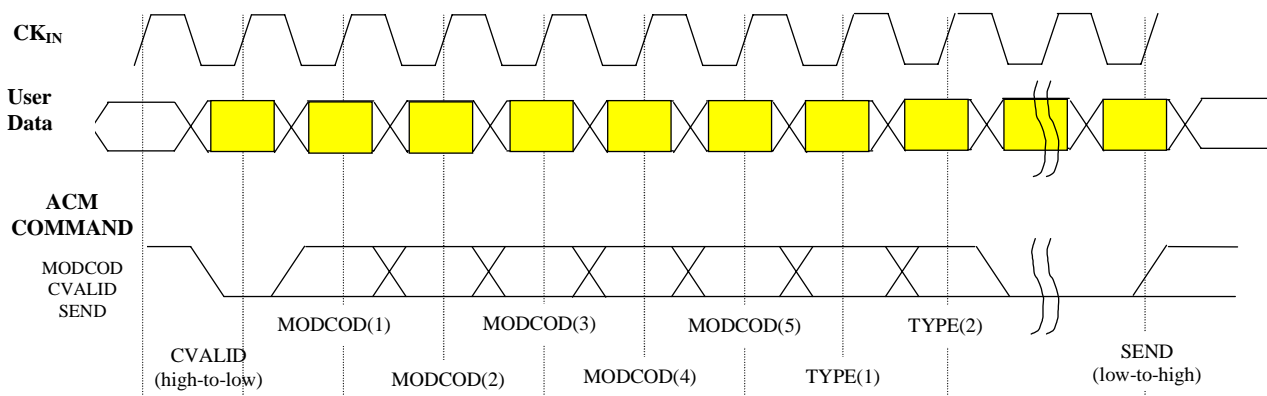 CKIN
User
Data
ACM
COMMAND
MODCOD
CVALID
SEND
MODCOD(1)
MODCOD(3)
MODCOD(5)
TYPE(2)
CVALID
(high-to-low)
MODCOD(2)
MODCOD(4)
TYPE(1)
SEND
(low-to-high)